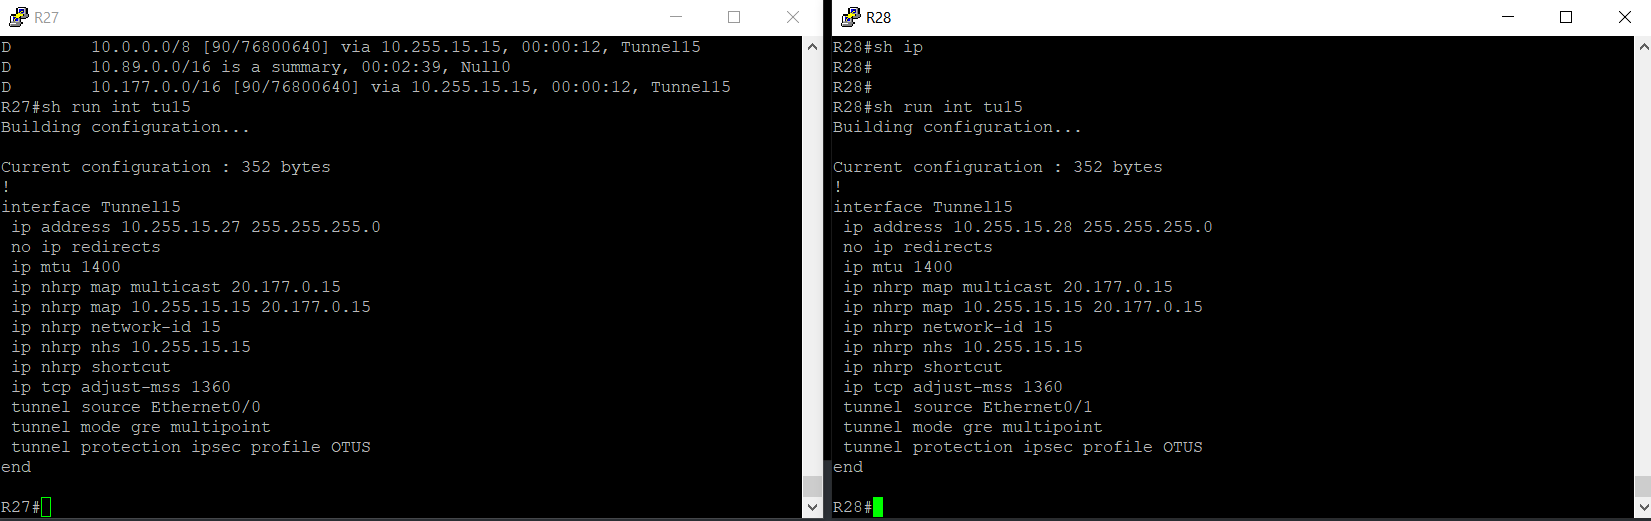 R27
D        10.0.0.0/8 [90/76800640] via 10.255.15.15, 00:00:12, Tunnel15
D        10.89.0.0/16 is a summary, 00:02:39, Null0
D        10.177.0.0/16 [90/76800640] via 10.255.15.15, 00:00:12, Tunnel15
R27#sh run int tu15
Building configuration...
Current configuration : 352 bytes
!
interface Tunnel15
 ip address 10.255.15.27 255.255.255.0
 no ip redirects
 ip mtu 1400
 ip nhrp map multicast 20.177.0.15
 ip nhrp map 10.255.15.15 20.177.0.15
 ip nhrp network-id 15
 ip nhrp nhs 10.255.15.15
 ip nhrp shortcut
 ip tcp adjust-mss 1360
 tunnel source Ethernet0/0
 tunnel mode gre multipoint
 tunnel protection ipsec profile OTUS
end
R27#
R28
R28#sh ip
R28#
R28#
R28#sh run int tu15
Building configuration...
Current configuration : 352 bytes
!
interface Tunnel15
 ip address 10.255.15.28 255.255.255.0
 no ip redirects
 ip mtu 1400
 ip nhrp map multicast 20.177.0.15
 ip nhrp map 10.255.15.15 20.177.0.15
 ip nhrp network-id 15
 ip nhrp nhs 10.255.15.15
 ip nhrp shortcut
 ip tcp adjust-mss 1360
 tunnel source Ethernet0/1
 tunnel mode gre multipoint
 tunnel protection ipsec profile OTUS
end
R28#